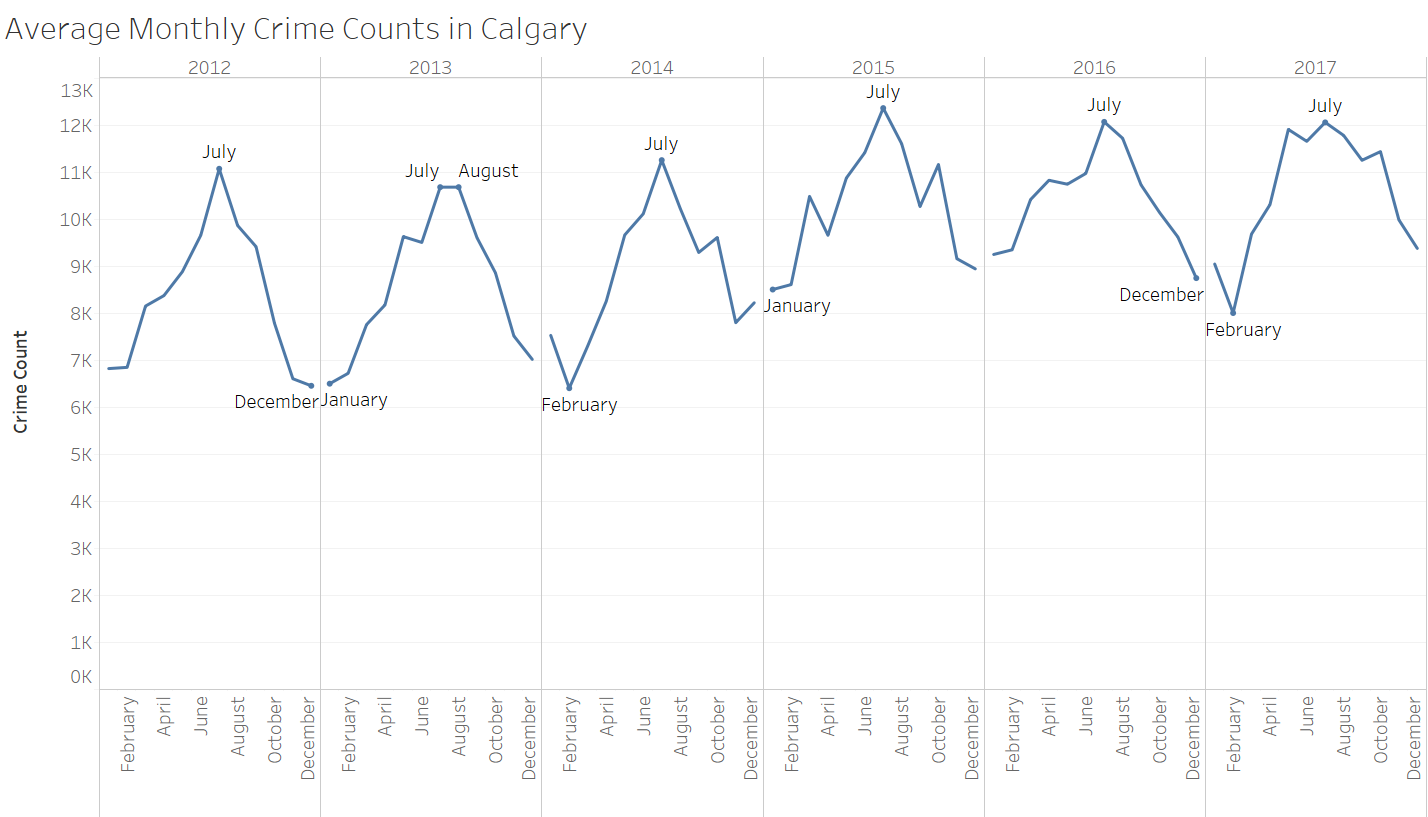 Average Monthly Crime Counts in Calgary
2012 2013 2014 2015 2016 2017
Crime Count
13K
12K
11K
10K
9K
8K
7K
6K
5K
4K
3K
2K
1K
0K
July
December
July August
January
July
February
July
January
July
December
July
February
February April June August October December
February April June August October December
February April June August October December
February April June August October December
February April June August October December
February April June August October December